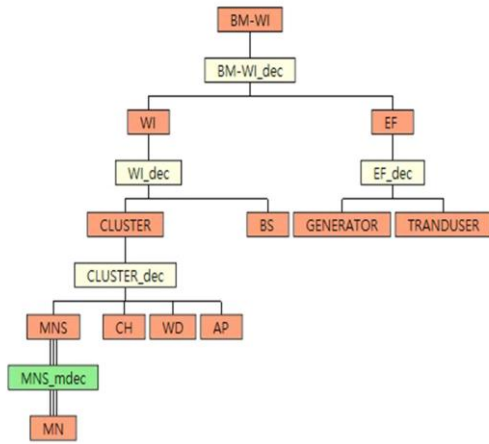 BM-WI
BM-WI_dec
WI EF
WI_dec EF_dec
CLUSTER BS GENERATOR TRANDUSER
CLUSTER_dec
MNS CH WD AP
MNS_mdec
MN